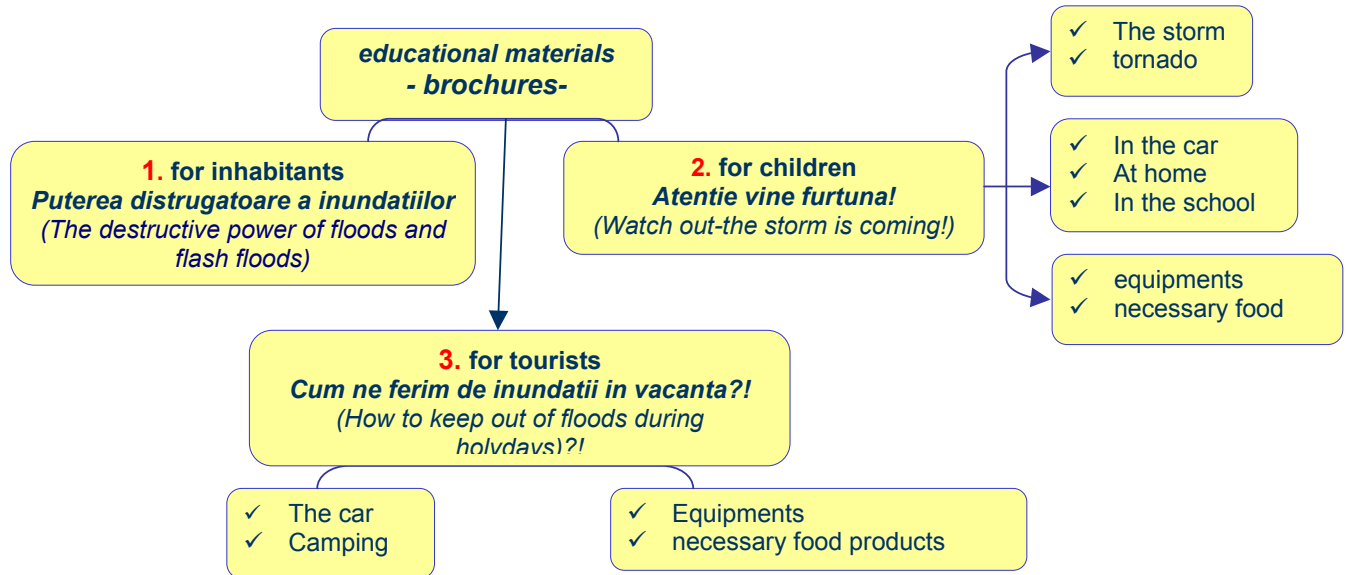 educational materials
- brochures-
1. for inhabitants
Puterea distrugatoare a inundatiilor
(The destructive power of floods and
flash floods)
2. for children
Atentie vine furtuna!
(Watch out-the storm is coming!)
✓ The storm
✓ tornado
✓ In the car
✓ At home
✓ In the school
✓ equipments
✓ necessary food
3. for tourists
Cum ne ferim de inundatii in vacanta?!
(How to keep out of floods during
holydays)?!
✓ The car
✓ Camping
✓ Equipments
✓ necessary food products